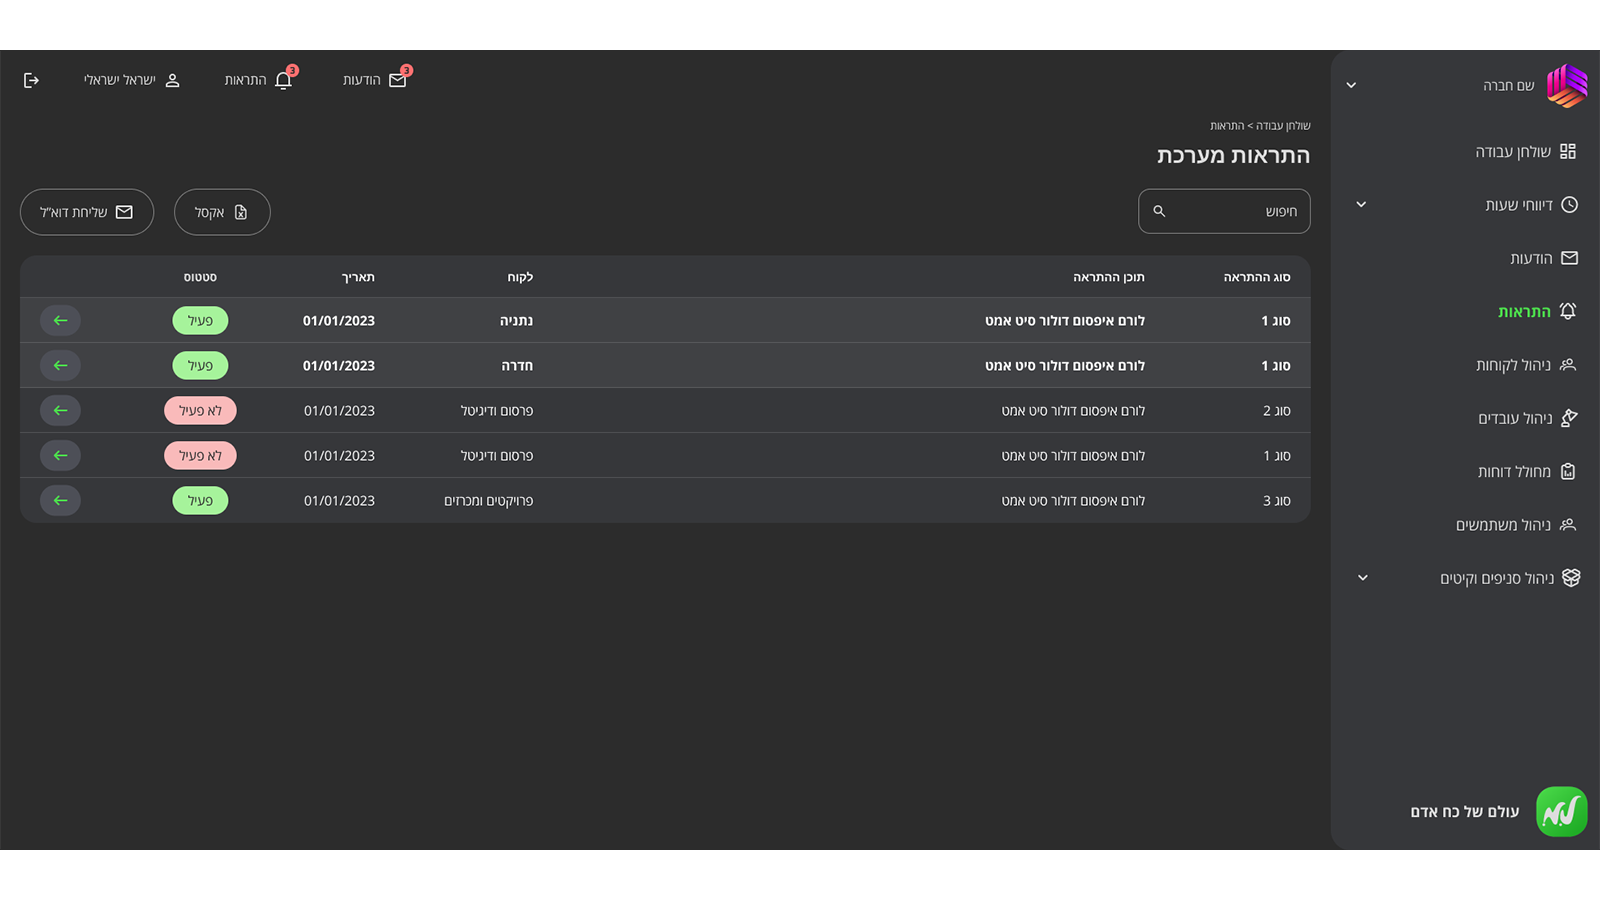 שם חברה
שולחן עבודה
דיווחי שעות
הודעות
התראות
ניהול לקוחות
ניהול עובדים
מחולל דוחות
ניהול משתמשים
ניהול סניפים וקיטים
עולם של כח אדם
הודעות 3
התראות 3
ישראל ישראלי
שולחן עבודה > התראות
התראות מערכת
חיפוש
אקסל
שליחת דוא״ל
סוג ההתראה תוכן ההתראה לקוח תאריך סטטוס
סוג 1 לורם איפסום דולור סיט אמט נתניה 01/01/2023 פעיל
סוג 1 לורם איפסום דולור סיט אמט חדרה 01/01/2023 פעיל
סוג 2 לורם איפסום דולור סיט אמט פרסום ודיגיטל 01/01/2023 לא פעיל
סוג 1 לורם איפסום דולור סיט אמט פרסום ודיגיטל 01/01/2023 לא פעיל
סוג 3 לורם איפסום דולור סיט אמט פרויקטים ומכרזים 01/01/2023 פעיל